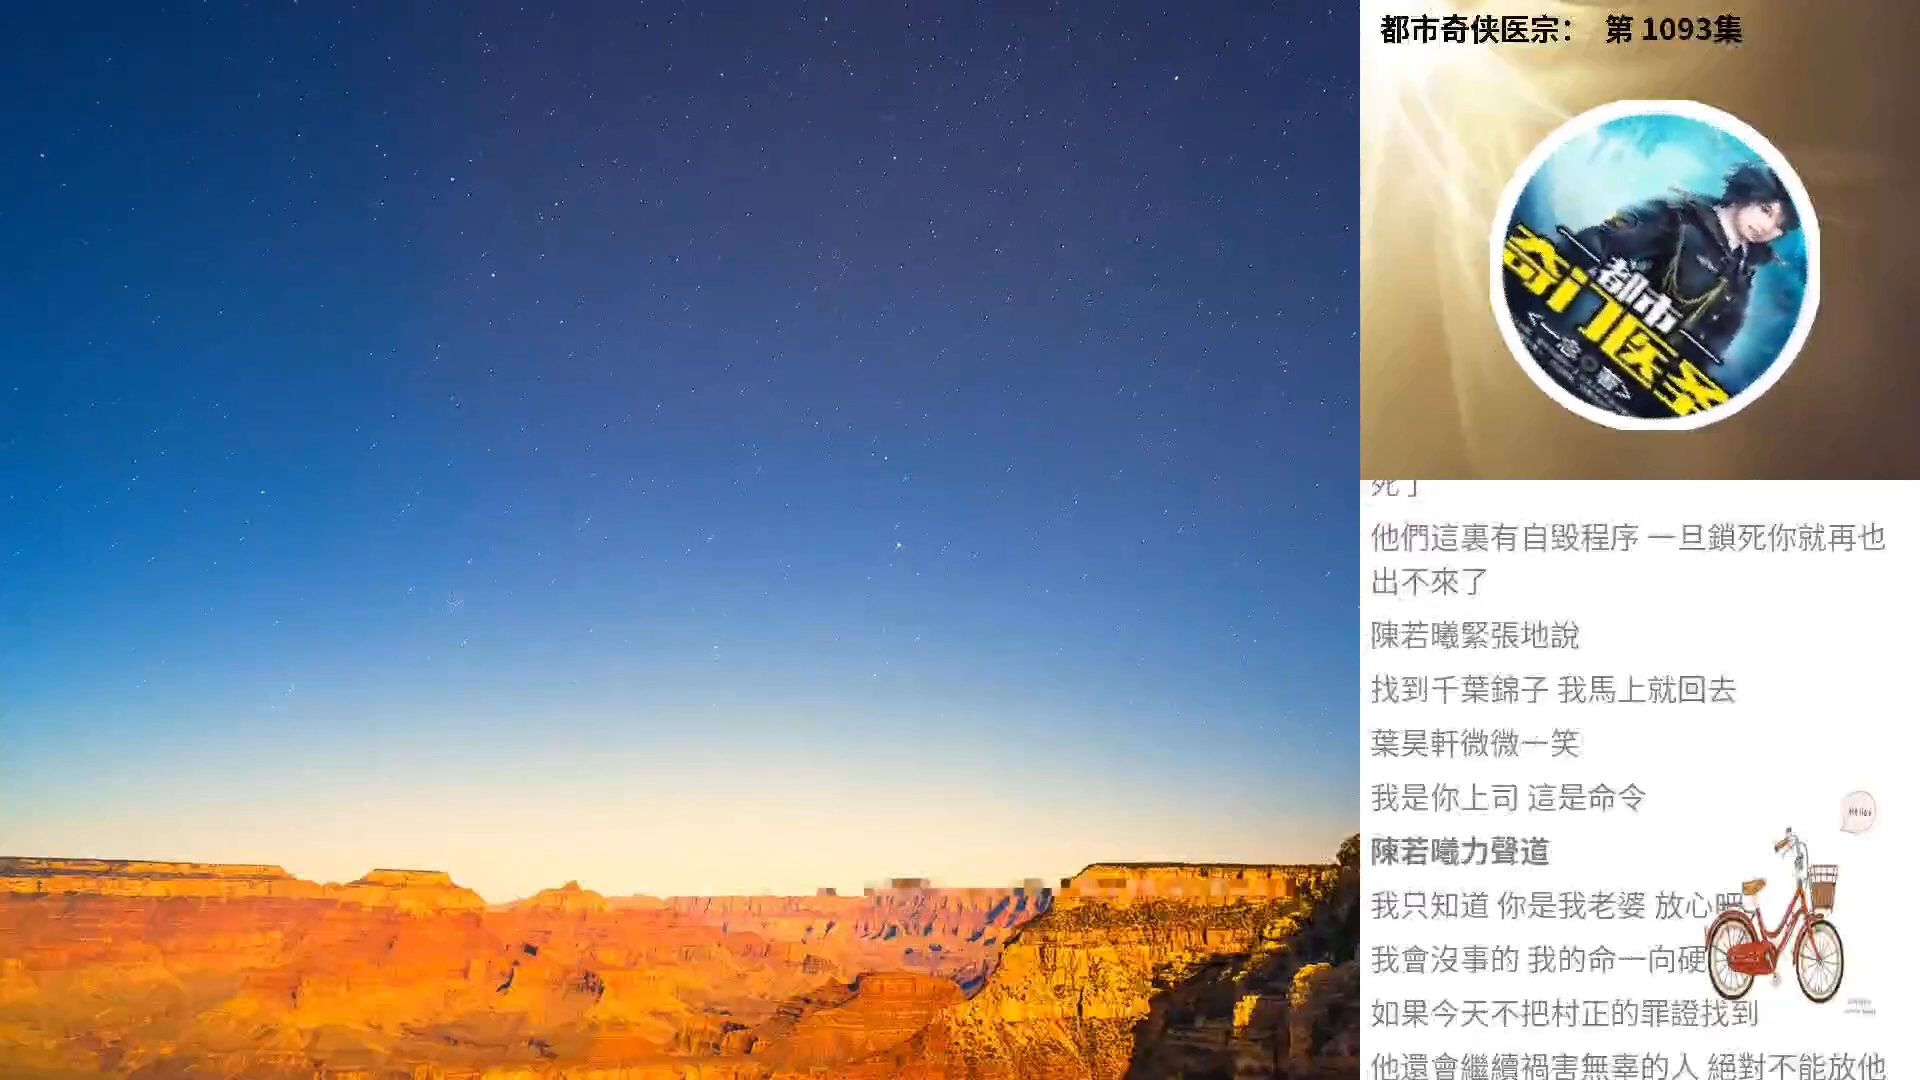 都市奇侠医宗： 第 1093集
都市
奇门医圣
死了
他們這裏有自毀程序 一旦鎖死你就再也
出不來了
陳若曦緊張地說
找到千葉錦子 我馬上就回去
葉昊軒微微一笑
我是你上司 這是命令
陳若曦力聲道
我只知道 你是我老婆 放心吧
我會沒事的 我的命一向硬
如果今天不把村正的罪證找到
他還會繼續禍害無辜的人 絕對不能放他
Hello!